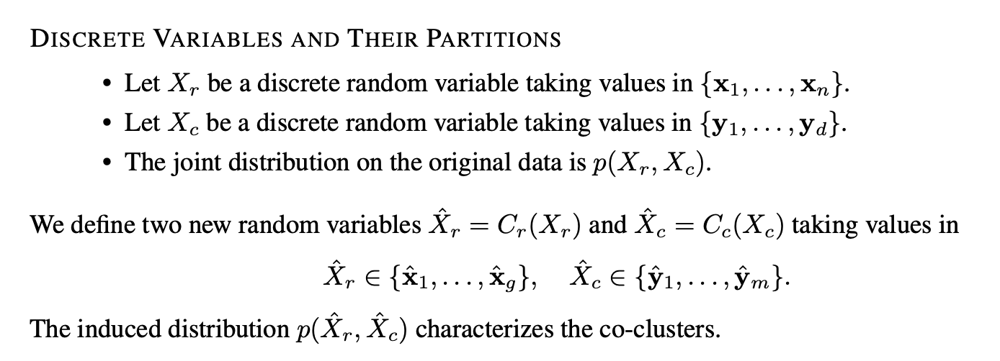 DISCRETE VARIABLES AND THEIR PARTITIONS
• Let $X_r$ be a discrete random variable taking values in $\{\mathbf{x}_1, \ldots, \mathbf{x}_n\}$.
• Let $X_c$ be a discrete random variable taking values in $\{\mathbf{y}_1, \ldots, \mathbf{y}_d\}$.
• The joint distribution on the original data is $p(X_r, X_c)$.
We define two new random variables $\hat{X}_r = C_r(X_r)$ and $\hat{X}_c = C_c(X_c)$ taking values in
$\hat{X}_r \in \{\hat{\mathbf{x}}_1, \ldots, \hat{\mathbf{x}}_g\}, \quad \hat{X}_c \in \{\hat{\mathbf{y}}_1, \ldots, \hat{\mathbf{y}}_m\}.$
The induced distribution $p(\hat{X}_r, \hat{X}_c)$ characterizes the co-clusters.